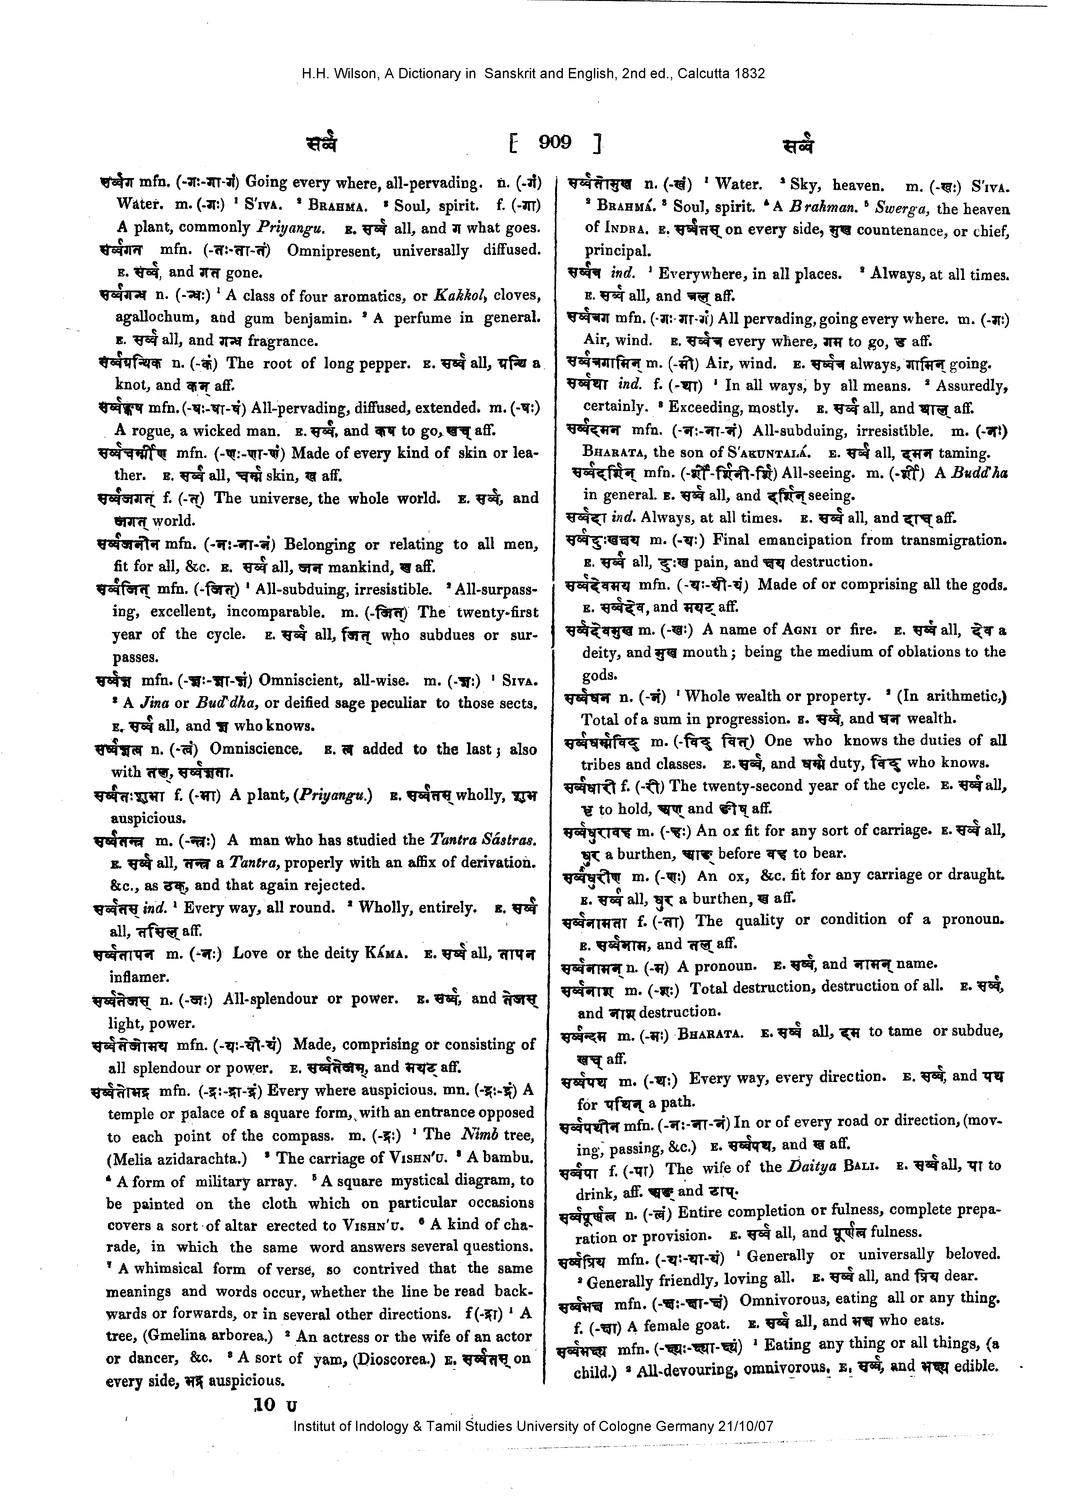 H.H. Wilson, A Dictionary in Sanskrit and English, 2nd ed., Calcutta 1832
सर्व्व [ 909 ] सर्व्व
सर्व्वग mfn. (-गः-गा-गं) Going every where, all-pervading. n. (-गं)
Water. m. (-गः) ¹ S'IVA. ² BRAHMA. ³ Soul, spirit. f. (-गा)
A plant, commonly Priyangu. E. सर्व्व all, and ग what goes.
सर्व्वगत mfn. (-तः-ता-तं) Omnipresent, universally diffused.
E. सर्व्व, and गत gone.
सर्व्वगन्ध n. (-न्धः) ¹ A class of four aromatics, or Kakkol, cloves,
agallochum, and gum benjamin. ² A perfume in general.
E. सर्व्व all, and गन्ध fragrance.
सर्व्वग्रन्थिक n. (-कं) The root of long pepper. E. सर्व्व all, ग्रन्थि a
knot, and कन् aff.
सर्व्वङ्कष mfn. (-षः-षा-षं) All-pervading, diffused, extended. m. (-षः)
A rogue, a wicked man. E. सर्व्व, and कष to go, खच् aff.
सर्व्वचर्म्मीण mfn. (-णः-णा-णं) Made of every kind of skin or lea-
ther. E. सर्व्व all, चर्म्म skin, ख aff.
सर्व्वजगत् f. (-त्) The universe, the whole world. E. सर्व्व, and
जगत् world.
सर्व्वजनीन mfn. (-नः-ना-नं) Belonging or relating to all men,
fit for all, &c. E. सर्व्व all, जन mankind, ख aff.
सर्व्वजित् mfn. (-जित्) ¹ All-subduing, irresistible. ² All-surpass-
ing, excellent, incomparable. m. (-जित्) The twenty-first
year of the cycle. E. सर्व्व all, जित् who subdues or sur-
passes.
सर्व्वज्ञ mfn. (-ज्ञः-ज्ञा-ज्ञं) Omniscient, all-wise. m. (-ज्ञः) ¹ SIVA.
² A Jina or Bud'dha, or deified sage peculiar to those sects.
E. सर्व्व all, and ज्ञ who knows.
सर्व्वज्ञत्व n. (-त्वं) Omniscience. E. त्व added to the last; also
with तल्, सर्व्वज्ञता.
सर्व्वतःशुभा f. (-भा) A plant, (Priyangu.) E. सर्व्वतस् wholly, शुभ
auspicious.
सर्व्वतन्त्र m. (-न्त्रः) A man who has studied the Tantra Sástras.
E. सर्व्व all, तन्त्र a Tantra, properly with an affix of derivation.
&c., as ठक्, and that again rejected.
सर्व्वतस् ind. ¹ Every way, all round. ² Wholly, entirely. E. सर्व्व
all, तसिल् aff.
सर्व्वतापन m. (-नः) Love or the deity KÁMA. E. सर्व्व all, तापन
inflamer.
सर्व्वतेजस् n. (-जः) All-splendour or power. E. सर्व्व, and तेजस्
light, power.
सर्व्वतेजोमय mfn. (-यः-यी-यं) Made, comprising or consisting of
all splendour or power. E. सर्व्वतेजस्, and मयट् aff.
सर्व्वतोभद्र mfn. (-द्रः-द्रा-द्रं) Every where auspicious. mn. (-द्रः-द्रं) A
temple or palace of a square form, with an entrance opposed
to each point of the compass. m. (-द्रः) ¹ The Nimb tree,
(Melia azidarachta.) ² The carriage of VISHN'U. ³ A bambu.
⁴ A form of military array. ⁵ A square mystical diagram, to
be painted on the cloth which on particular occasions
covers a sort of altar erected to VISHN'U. ⁶ A kind of cha-
rade, in which the same word answers several questions.
⁷ A whimsical form of verse, so contrived that the same
meanings and words occur, whether the line be read back-
wards or forwards, or in several other directions. f (-द्रा) ¹ A
tree, (Gmelina arborea.) ² An actress or the wife of an actor
or dancer, &c. ³ A sort of yam, (Dioscorea.) E. सर्व्वतस् on
every side, भद्र auspicious.
10 U
सर्व्वतोमुख n. (-खं) ¹ Water. ² Sky, heaven. m. (-खः) S'IVA.
² BRAHMÁ. ³ Soul, spirit. ⁴ A Brahman. ⁵ Swerga, the heaven
of INDRA. E. सर्व्वतस् on every side, मुख countenance, or chief,
principal.
सर्व्वत्र ind. ¹ Everywhere, in all places. ² Always, at all times.
E. सर्व्व all, and त्रल् aff.
सर्व्वत्रग mfn. (-गः-गा-गं) All pervading, going every where. m. (-गः)
Air, wind. E. सर्व्वत्र every where, गम to go, ड aff.
सर्व्वत्रगामिन् m. (-मी) Air, wind. E. सर्व्वत्र always, गामिन् going.
सर्व्वथा ind. f. (-था) ¹ In all ways, by all means. ² Assuredly,
certainly. ³ Exceeding, mostly. E. सर्व्व all, and थाल् aff.
सर्व्वदमन mfn. (-नः-ना-नं) All-subduing, irresistible. m. (-नः)
BHARATA, the son of S'AKUNTALÁ. E. सर्व्व all, दमन taming.
सर्व्वदर्शिन् mfn. (-र्शी-र्शिनी-र्शि) All-seeing. m. (-र्शी) A Budd'ha
in general. E. सर्व्व all, and दर्शिन् seeing.
सर्व्वदा ind. Always, at all times. E. सर्व्व all, and दाच् aff.
सर्व्वदुःखक्षय m. (-यः) Final emancipation from transmigration.
E. सर्व्व all, दुःख pain, and क्षय destruction.
सर्व्वदेवमय mfn. (-यः-यी-यं) Made of or comprising all the gods.
E. सर्व्वदेव, and मयट् aff.
सर्व्वदेवमुख m. (-खः) A name of AGNI or fire. E. सर्व्व all, देव a
deity, and मुख mouth; being the medium of oblations to the
gods.
सर्व्वधन n. (-नं) ¹ Whole wealth or property. ² (In arithmetic,)
Total of a sum in progression. E. सर्व्व, and धन wealth.
सर्व्वधर्म्मविद् m. (-विद् वित्) One who knows the duties of all
tribes and classes. E. सर्व्व, and धर्म्म duty, विद् who knows.
सर्व्वधारी f. (-री) The twenty-second year of the cycle. E. सर्व्व all,
धृ to hold, अण् and ङीष् aff.
सर्व्वधुरावह m. (-हः) An ox fit for any sort of carriage. E. सर्व्व all,
धुर a burthen, आङ् before वह to bear.
सर्व्वधुरीण m. (-णः) An ox, &c. fit for any carriage or draught.
E. सर्व्व all, धुर् a burthen, ख aff.
सर्व्वनामता f. (-ता) The quality or condition of a pronoun.
E. सर्व्वनाम, and तल् aff.
सर्व्वनामन् n. (-म) A pronoun. E. सर्व्व, and नामन् name.
सर्व्वनाश m. (-शः) Total destruction, destruction of all. E. सर्व्व,
and नाश destruction.
सर्व्वन्दम m. (-मः) BHARATA. E. सर्व्व all, दम to tame or subdue,
खच् aff.
सर्व्वपथ m. (-थः) Every way, every direction. E. सर्व्व, and पथ
for पथिन् a path.
सर्व्वपथीन mfn. (-नः-ना-नं) In or of every road or direction, (mov-
ing, passing, &c.) E. सर्व्वपथ, and ख aff.
सर्व्वपा f. (-पा) The wife of the Daitya BALI. E. सर्व्व all, पा to
drink, aff. अङ् and टाप्.
सर्व्वपूर्णत्व n. (-त्वं) Entire completion or fulness, complete prepa-
ration or provision. E. सर्व्व all, and पूर्णत्व fulness.
सर्व्वप्रिय mfn. (-यः-या-यं) ¹ Generally or universally beloved.
² Generally friendly, loving all. E. सर्व्व all, and प्रिय dear.
सर्व्वभक्ष mfn. (-क्षः-क्षा-क्षं) Omnivorous, eating all or any thing.
f. (-क्षा) A female goat. E. सर्व्व all, and भक्ष who eats.
सर्व्वभक्ष्य mfn. (-क्ष्यः-क्ष्या-क्ष्यं) ¹ Eating any thing or all things, (a
child.) ² All-devouring, omnivorous. E. सर्व्व, and भक्ष्य edible.
Institut of Indology & Tamil Studies University of Cologne Germany 21/10/07